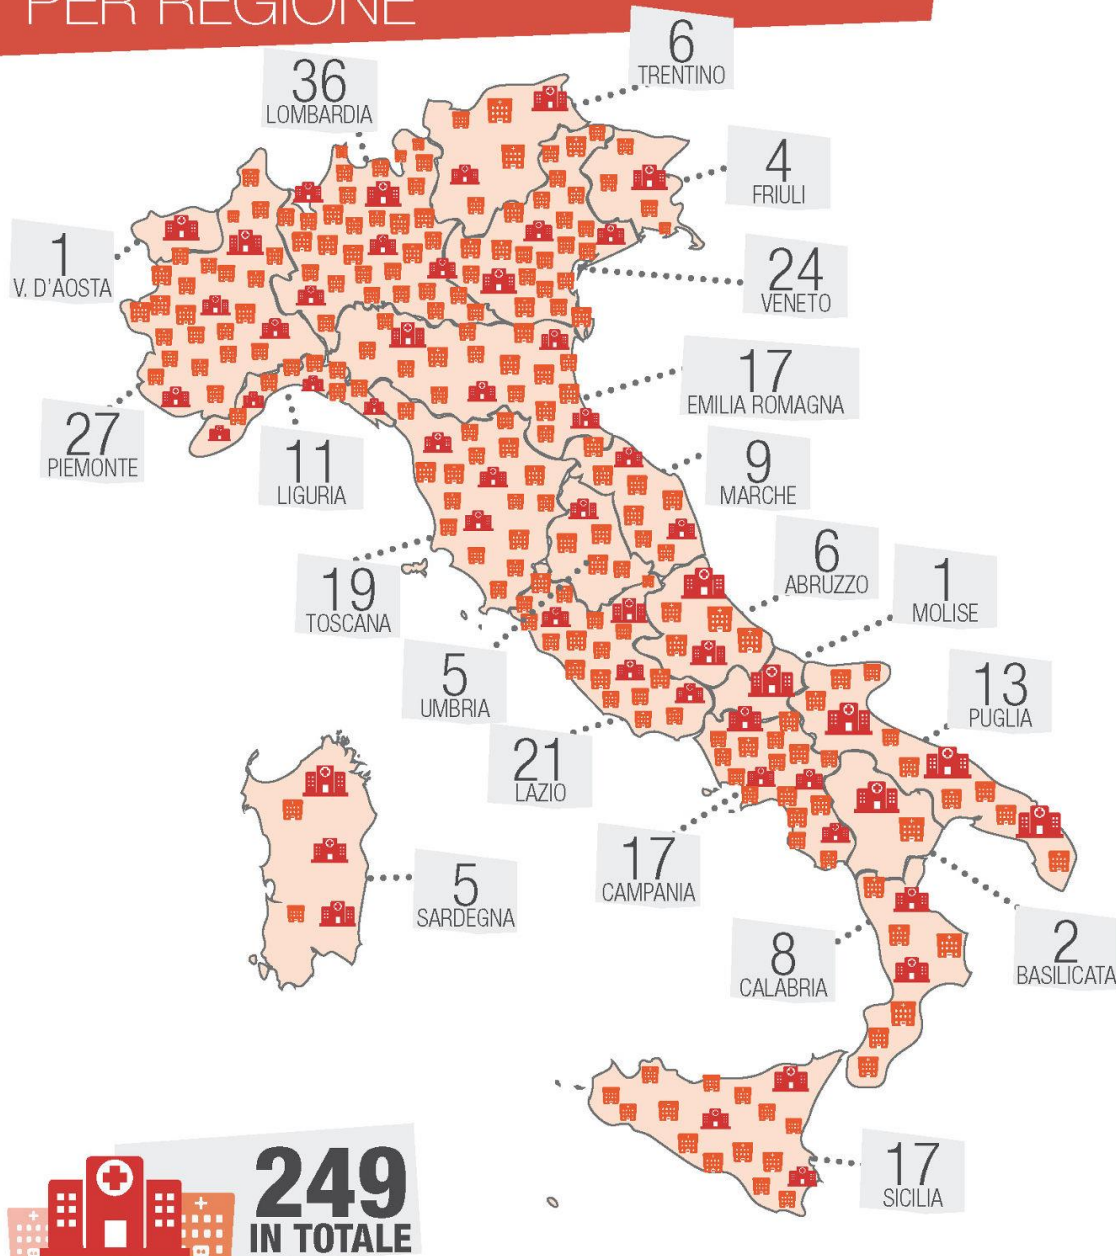 PER REGIONE
6
TRENTINO
36
LOMBARDIA
4
FRIULI
1
V. D'AOSTA
24
VENETO
17
EMILIA ROMAGNA
27
PIEMONTE
11
LIGURIA
9
MARCHE
6
ABRUZZO
1
MOLISE
19
TOSCANA
5
UMBRIA
13
PUGLIA
21
LAZIO
17
CAMPANIA
5
SARDEGNA
8
CALABRIA
2
BASILICATA
17
SICILIA
249
IN TOTALE